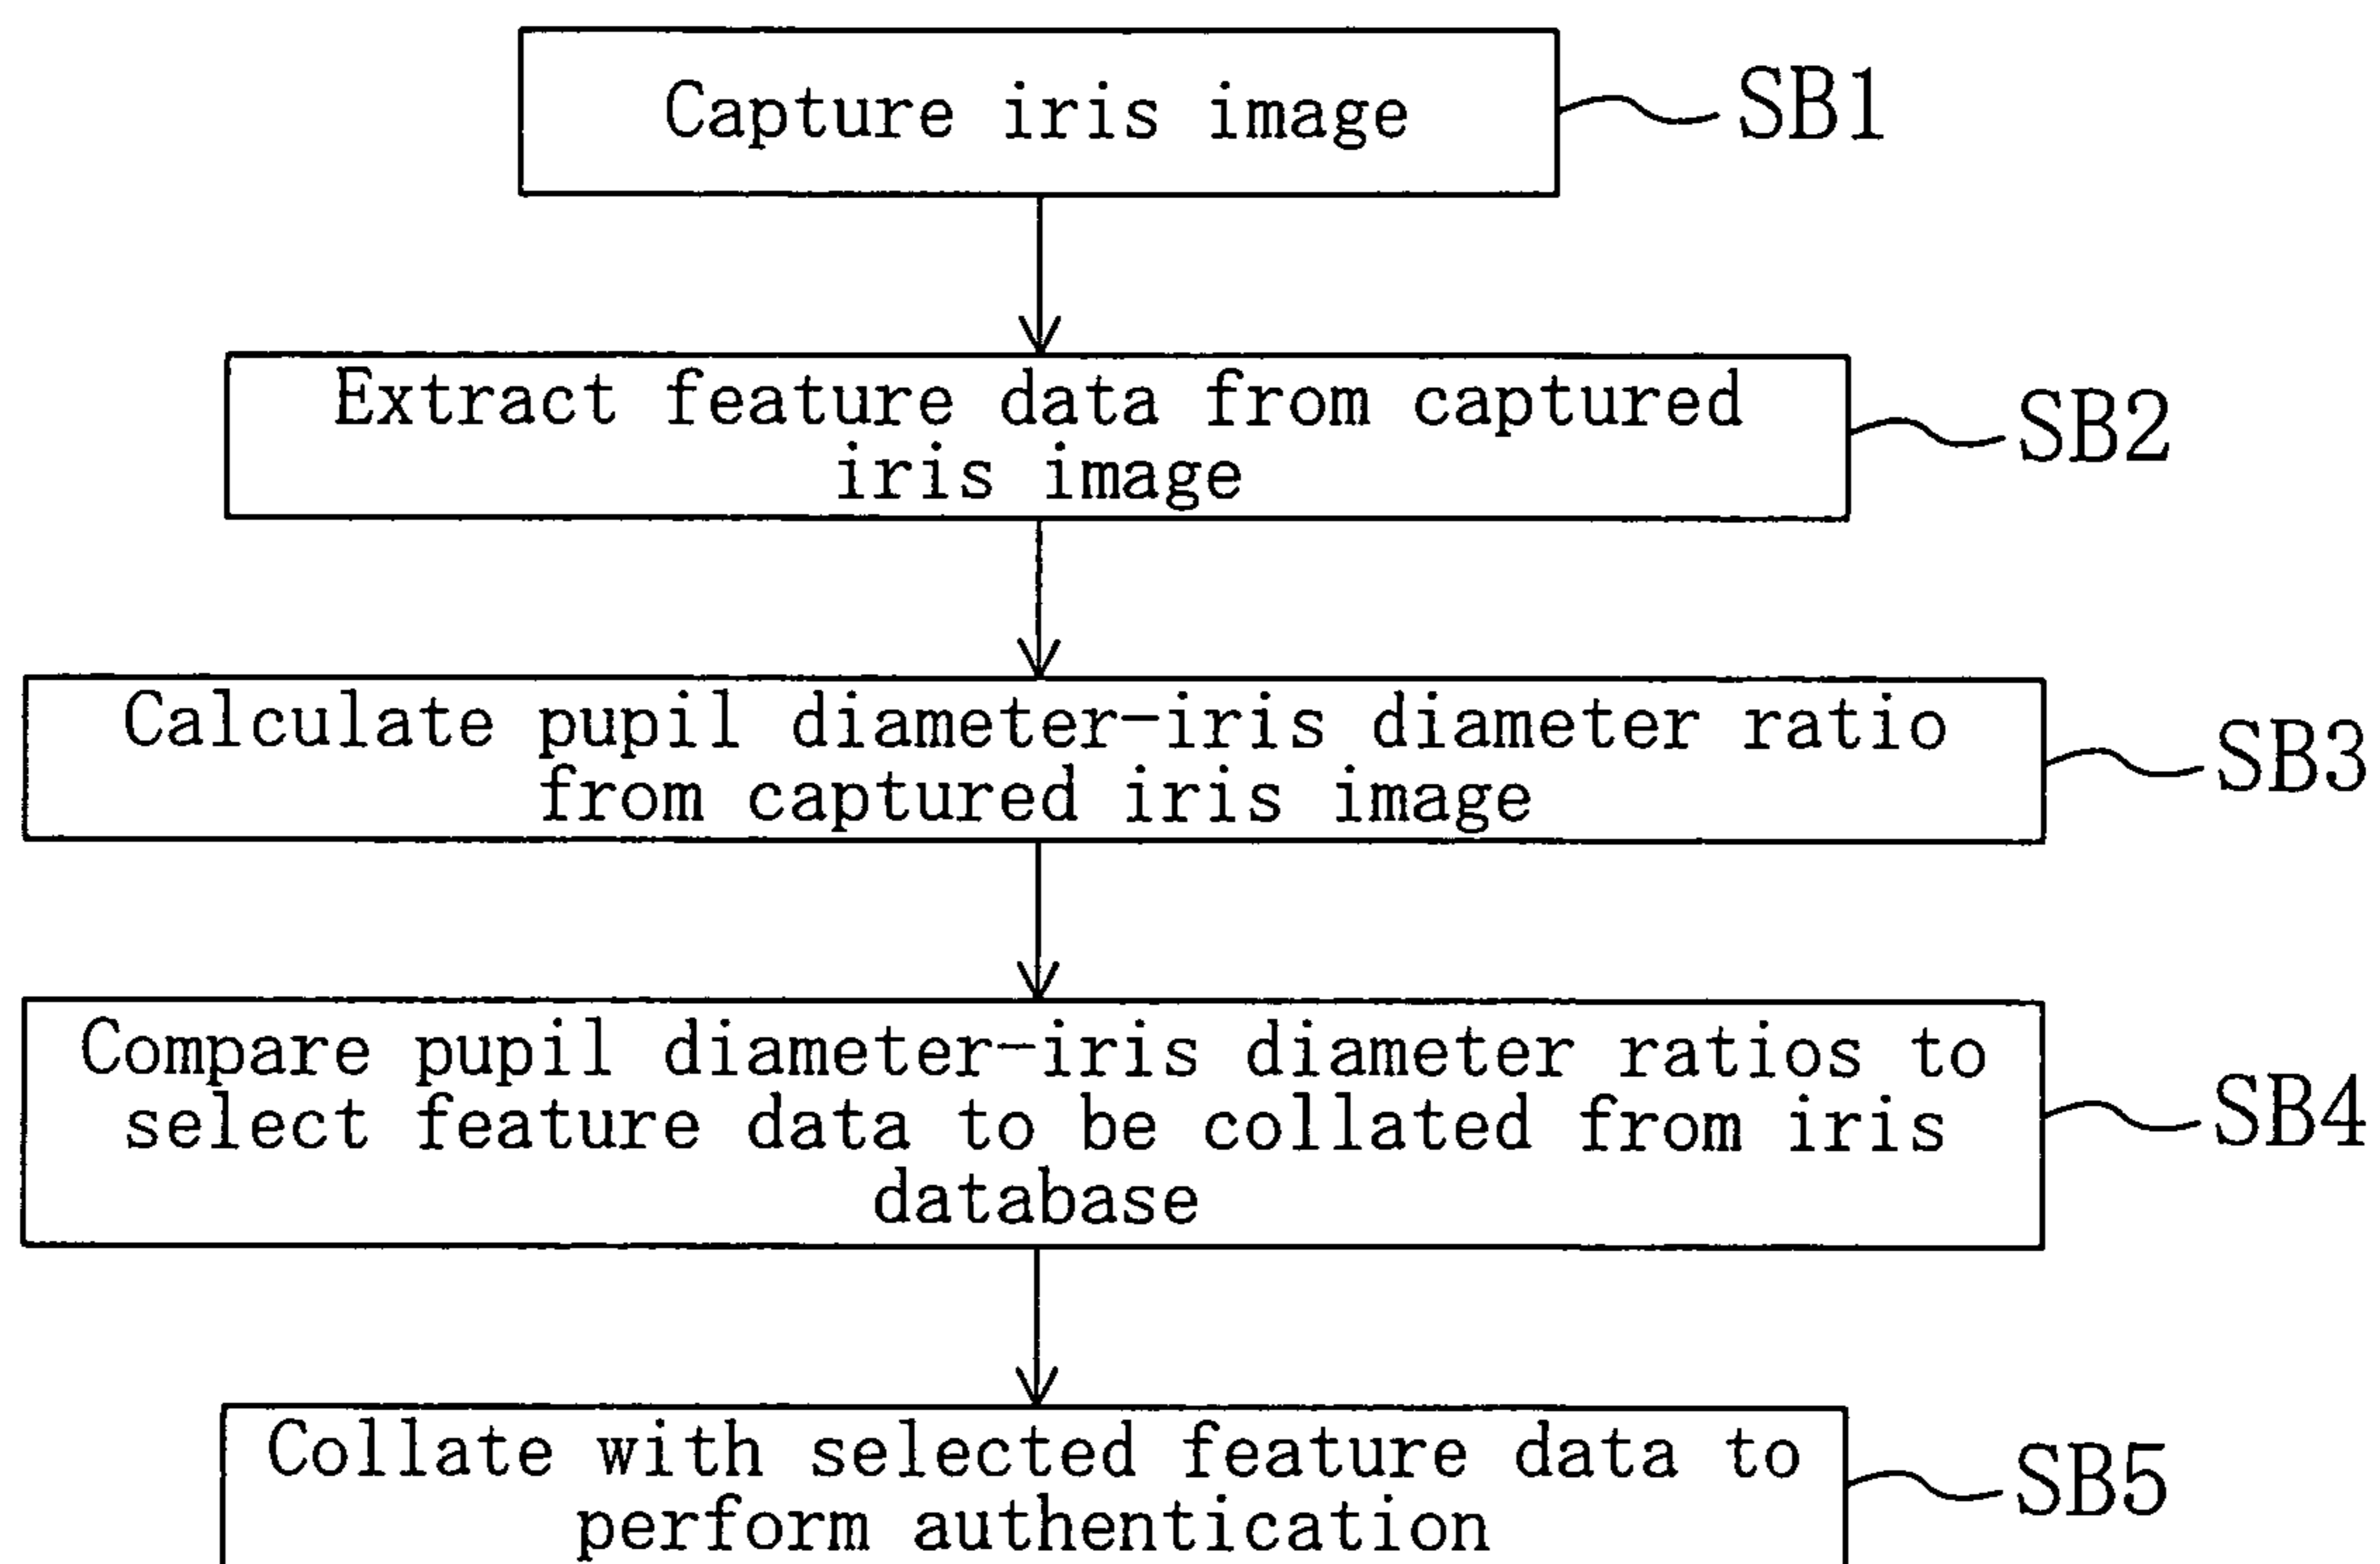 Capture iris image
SB1
Extract feature data from captured
iris image
SB2
Calculate pupil diameter-iris diameter ratio
from captured iris image
SB3
Compare pupil diameter-iris diameter ratios to
select feature data to be collated from iris
database
SB4
Collate with selected feature data to
perform authentication
SB5